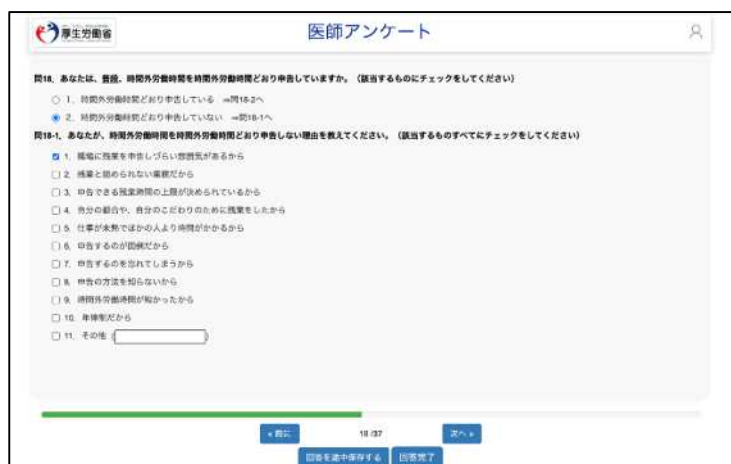 厚生労働省
医師アンケート
問18. あなたは、普段、時間外労働時間を時間外労働時間どおり申告していますか。（該当するものにチェックをしてください）
1. 時間外労働時間どおり申告している ⇒問18-2へ
2. 時間外労働時間どおり申告していない ⇒問18-1へ
問18-1. あなたが、時間外労働時間を時間外労働時間どおり申告しない理由を教えてください。（該当するものすべてにチェックをしてください）
1. 職場に残業を申告しづらい雰囲気があるから
2. 残業と認められない業務だから
3. 申告できる残業時間の上限が決められているから
4. 自分の都合や、自分のこだわりのために残業をしたから
5. 仕事が未熟でほかの人より時間がかかるから
6. 申告するのが面倒だから
7. 申告するのを忘れてしまうから
8. 申告の方法を知らないから
9. 時間外労働時間が短かったから
10. 年俸制だから
11. その他 ( )
« 前に 18 /37 次へ »
回答を途中保存する 回答完了